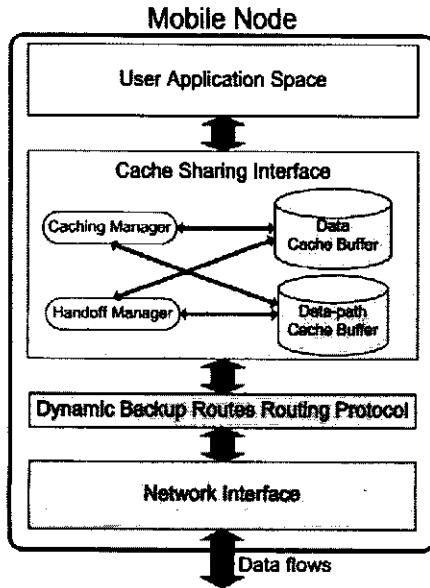 Mobile Node
User Application Space
Cache Sharing Interface
Caching Manager
Data
Cache Buffer
Handoff Manager
Data-path
Cache Buffer
Dynamic Backup Routes Routing Protocol
Network Interface
Data flows